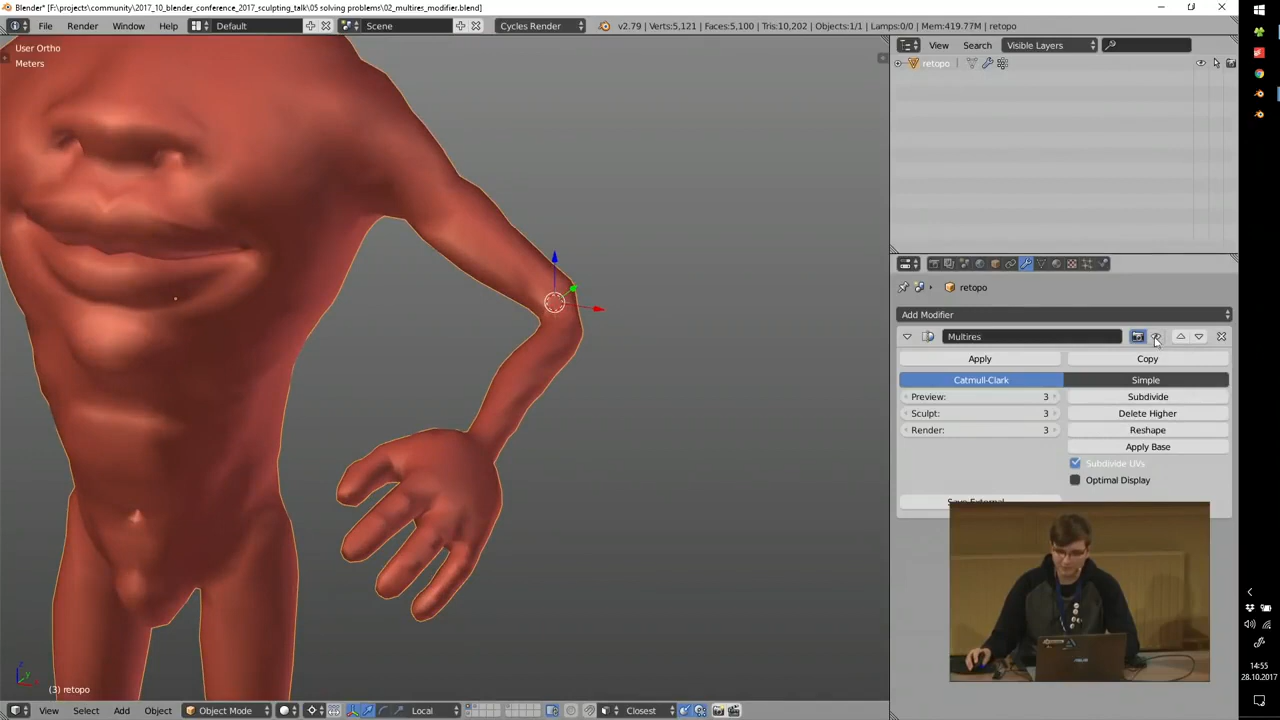 Blender* [F:\projects\community\2017_10_blender_conference_2017_sculpting_talk\05 solving problems\02_multires_modifier.blend]
File Render Window Help Default Scene Cycles Render v2.79 | Verts:5,121 | Faces:5,100 | Tris:10,202 | Objects:1/1 | Lamps:0/0 | Mem:419.77M | retopo
User Ortho
Meters
View Search Visible Layers
retopo
retopo
Add Modifier
Multires
Apply Copy
Catmull-Clark Simple
Preview: 3 Subdivide
Sculpt: 3 Delete Higher
Render: 3 Reshape
Apply Base
Subdivide UVs
Optimal Display
Save External...
14:55
28.10.2017
(3) retopo
View Select Add Object Object Mode Local Closest